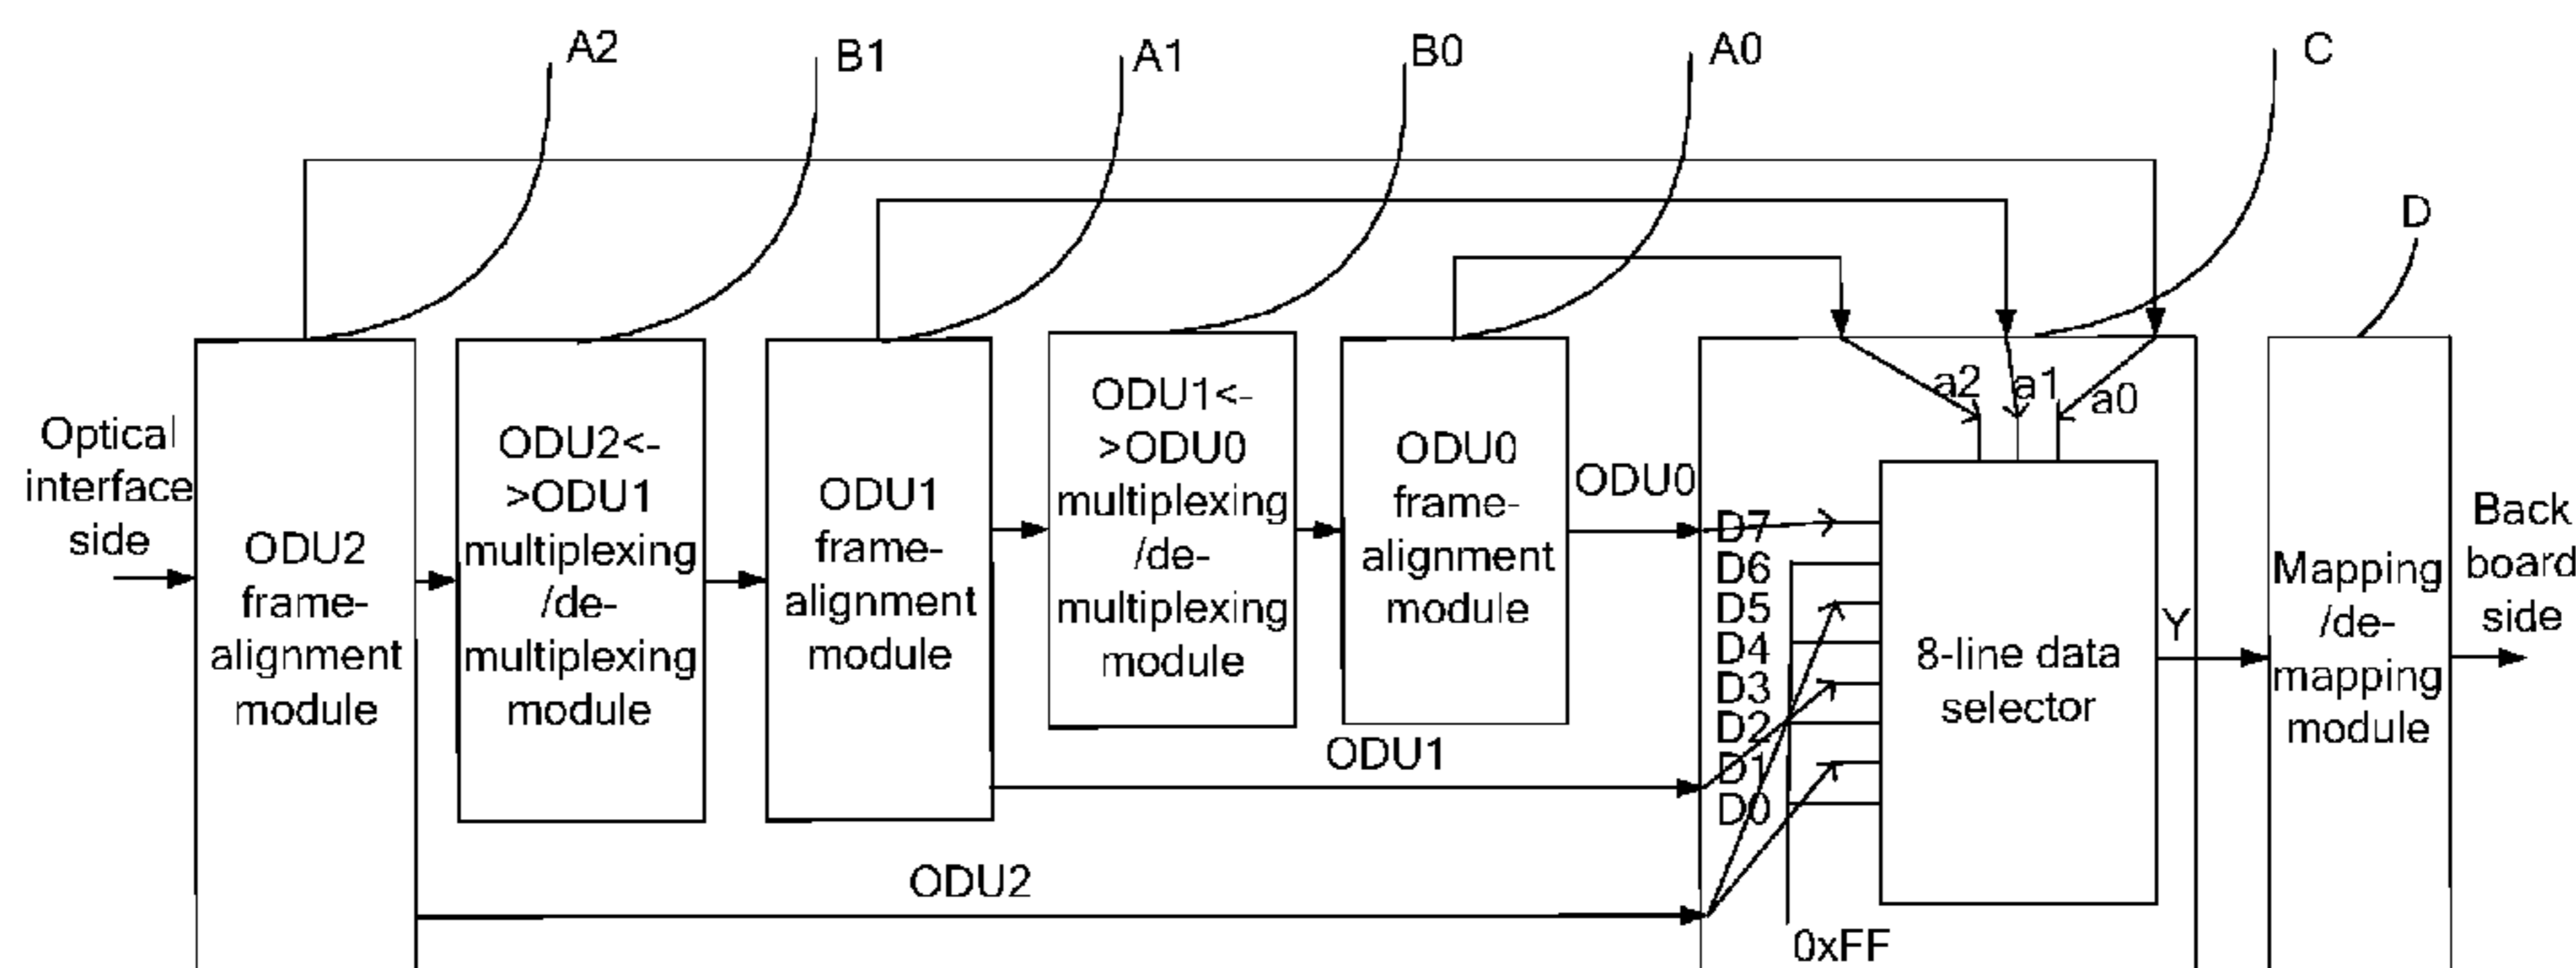 A2
B1
A1
B0
A0
C
D
Optical
interface
side
ODU2
frame-
alignment
module
ODU2<-
>ODU1
multiplexing
/de-
multiplexing
module
ODU1
frame-
alignment
module
ODU1<-
>ODU0
multiplexing
/de-
multiplexing
module
ODU0
frame-
alignment
module
ODU0
ODU1
ODU2
a2
a1
a0
D7
D6
D5
D4
D3
D2
D1
D0
0xFF
8-line data
selector
Y
Mapping
/de-
mapping
module
Back
board
side